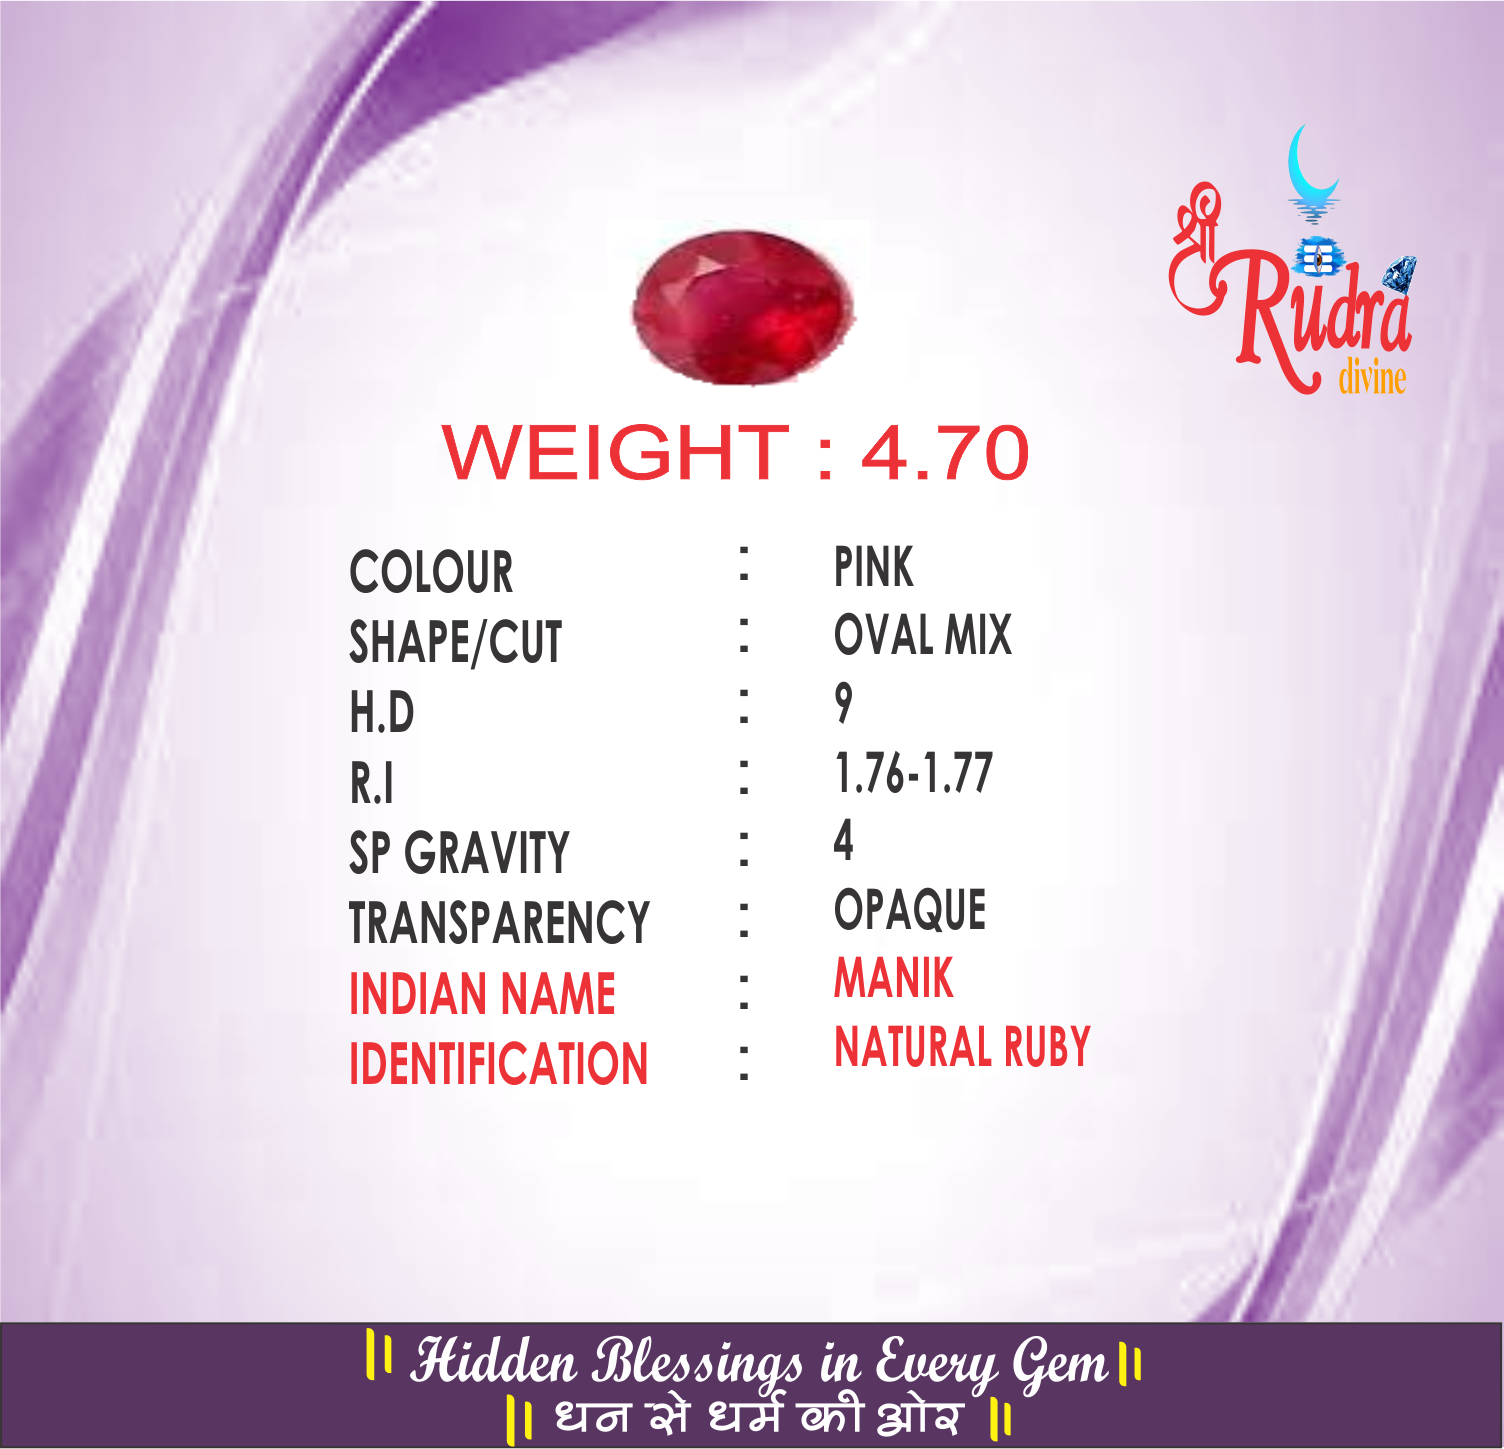 श्री
Rudra
divine
WEIGHT : 4.70
COLOUR : PINK
SHAPE/CUT : OVAL MIX
H.D : 9
R.I : 1.76-1.77
SP GRAVITY : 4
TRANSPARENCY : OPAQUE
INDIAN NAME : MANIK
IDENTIFICATION : NATURAL RUBY
|| Hidden Blessings in Every Gem ||
|| धन से धर्म की ओर ||